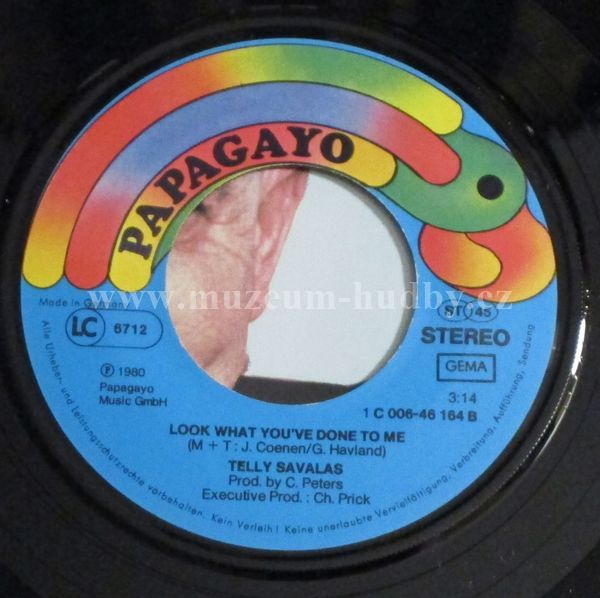 PAPAGAYO
Made in Germany
www.muzeum-hudby.cz
LC 6712
ST 45
STEREO
GEMA
℗ 1980
Papagayo
Music GmbH
3:14
1 C 006-46 164 B
LOOK WHAT YOU'VE DONE TO ME
(M + T : J. Coenen/G. Havland)
TELLY SAVALAS
Prod. by C. Peters
Executive Prod. : Ch. Prick
Alle Urheber- und Leistungsschutzrechte vorbehalten. Kein Verleih! Keine unerlaubte Vervielfältigung, Verbreitung, Aufführung, Sendung